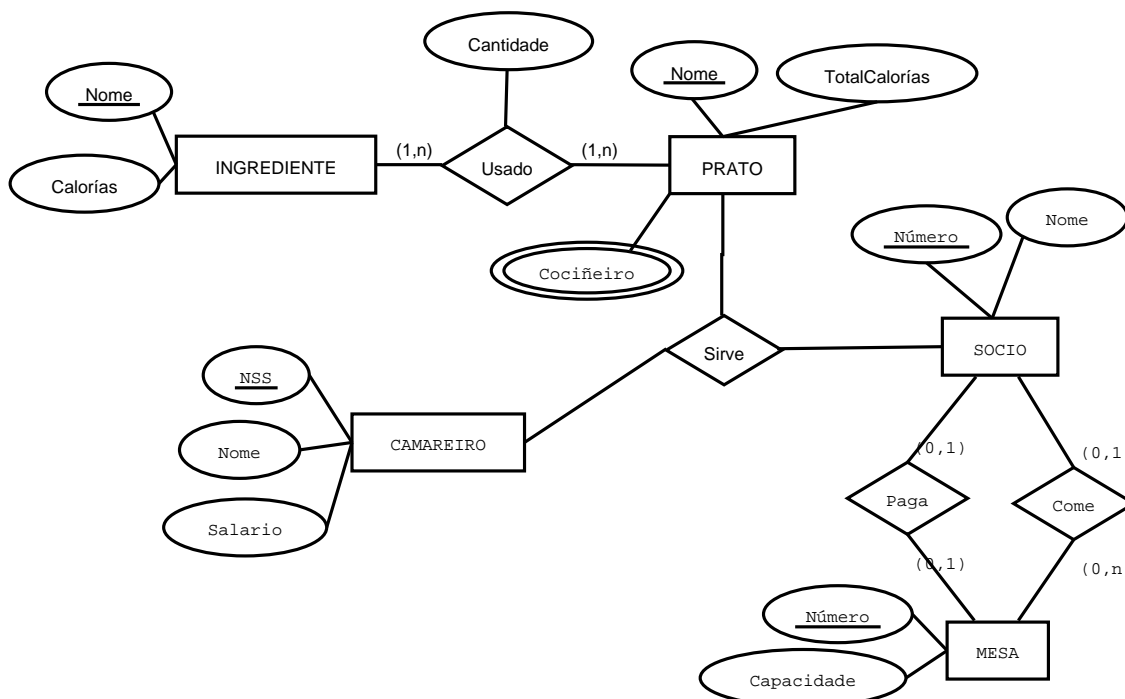 Cantidade
Nome
TotalCalorías
Nome
(1,n)
(1,n)
INGREDIENTE
Usado
PRATO
Calorías
Número
Nome
Cociñeiro
Sirve
SOCIO
NSS
CAMAREIRO
Nome
(0,1)
(0,1
Paga
Come
Salario
(0,1)
(0,n
Número
MESA
Capacidade